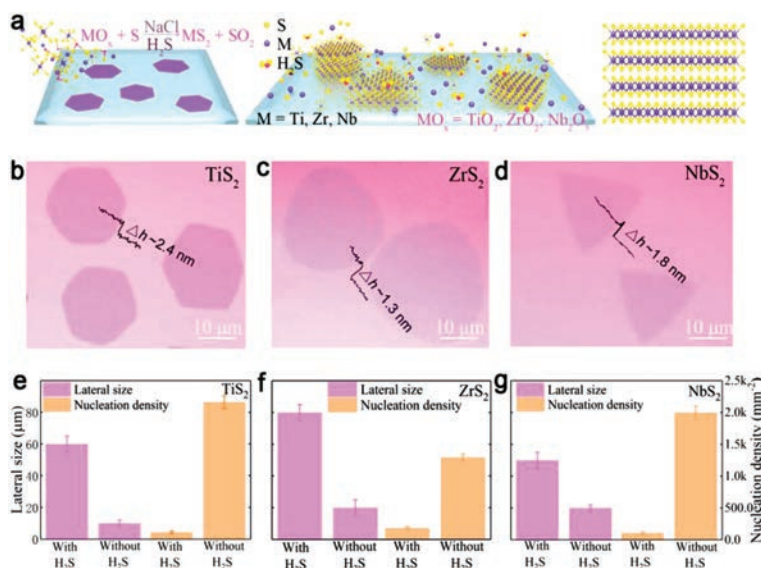 a
MOₓ + S NaCl/H₂S MS₂ + SO₂
S
M
H₂S
M = Ti, Zr, Nb
MOₓ = TiO₂, ZrO₂, Nb₂O₅
b
TiS₂
△h~2.4 nm
10 μm
c
ZrS₂
△h~1.3 nm
10 μm
d
NbS₂
△h~1.8 nm
10 μm
e
Lateral size
TiS₂
Nucleation density
Lateral size (μm)
80
60
40
20
0
With H₂S
Without H₂S
With H₂S
Without H₂S
f
Lateral size
ZrS₂
Nucleation density
With H₂S
Without H₂S
With H₂S
Without H₂S
g
Lateral size
NbS₂
Nucleation density
2.5k
2.0k
1.5k
1.0k
500.0
0.0
Nucleation density (mm⁻²)
With H₂S
Without H₂S
With H₂S
Without H₂S